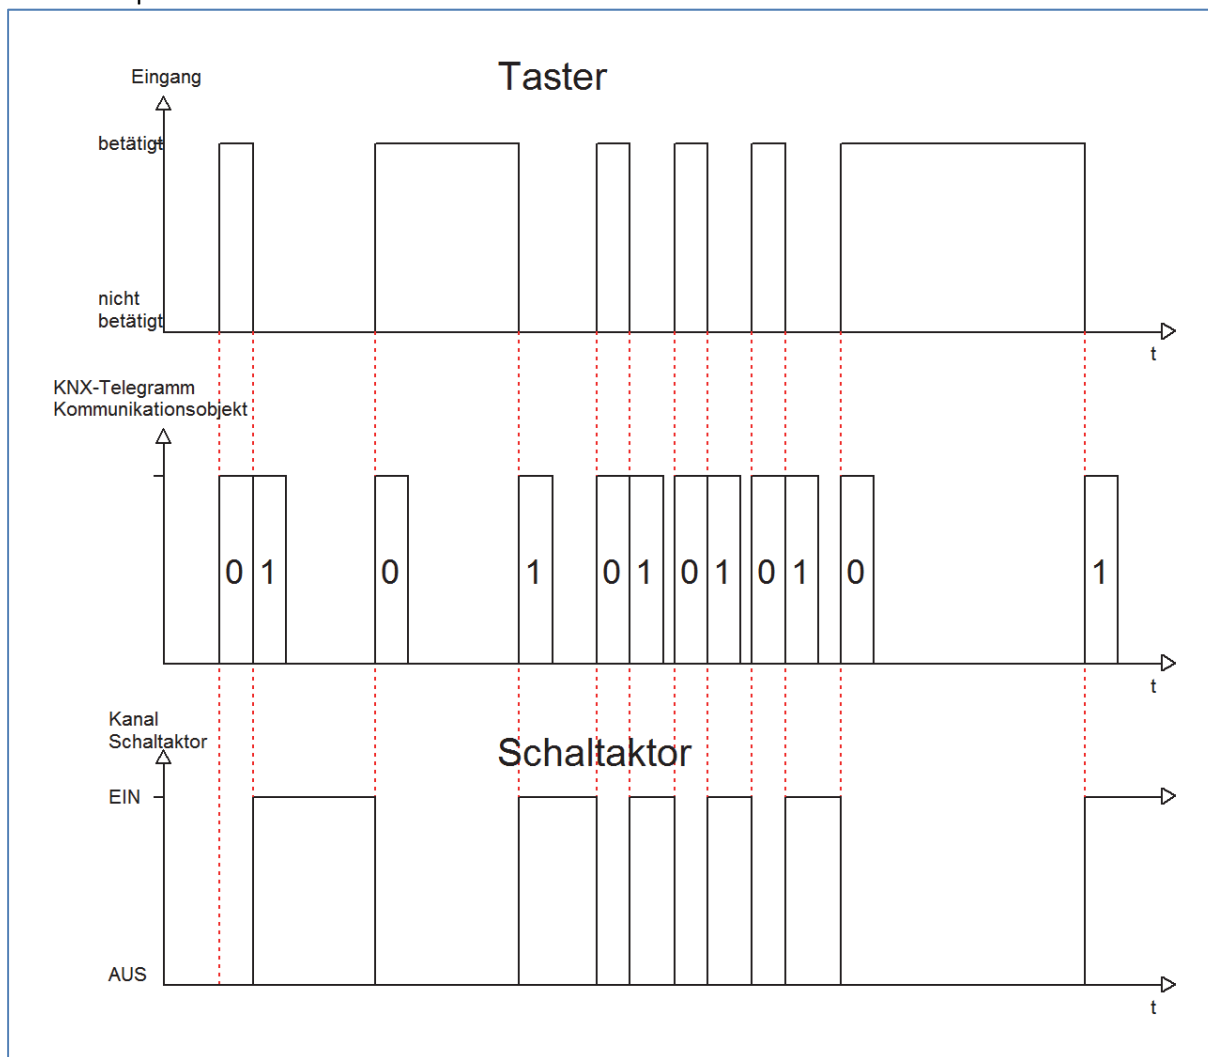 Eingang
Taster
betätigt
nicht
betätigt
t
KNX-Telegramm
Kommunikationsobjekt
0 1 0 1 0 1 0 1 0 1 0 1
t
Kanal
Schaltaktor
Schaltaktor
EIN
AUS
t